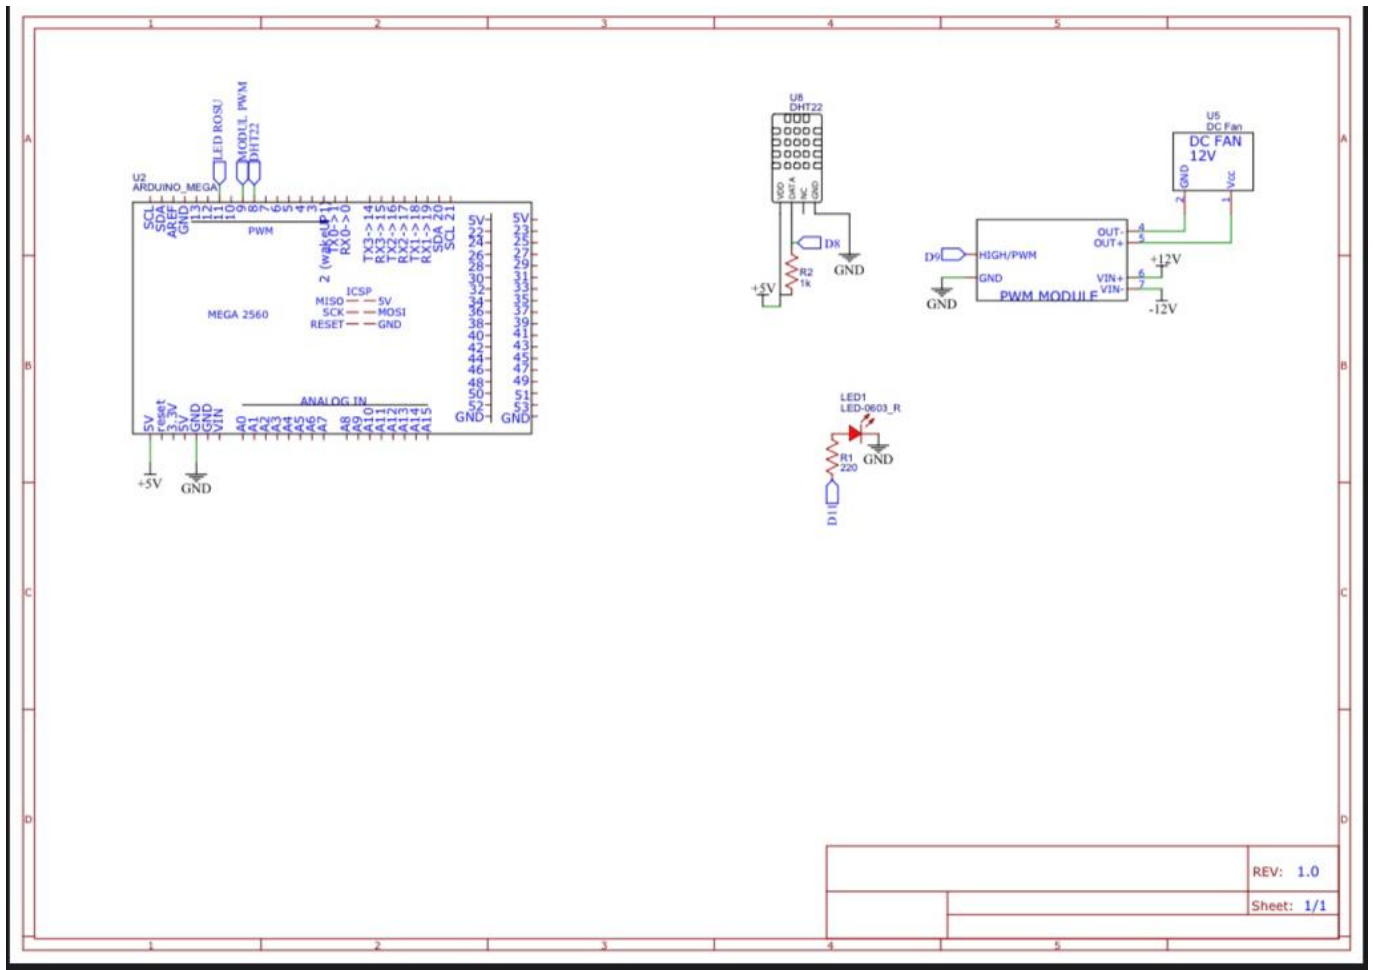 1 2 3 4 5
A
B
C
D
LED ROSU
MODUL PWM
DHT22
U2
ARDUINO_MEGA
SCL
SDA
AREF
GND
13
12
11
10
9
8
7
6
5
4
3
2 (wakeUP 1)
TX0->1
RX0->0
TX3->14
RX3->15
TX2->16
RX2->17
TX1->18
RX1->19
SDA 20
SCL 21
PWM
5V 5V
22 23
24 25
26 27
28 29
30 31
32 33
34 35
36 37
38 39
40 41
42 43
44 45
46 47
48 49
50 51
52 53
GND GND
ICSP
MISO 5V
SCK MOSI
RESET GND
MEGA 2560
ANALOG IN
5V
reset
3.3V
5V
GND
GND
VIN
A0
A1
A2
A3
A4
A5
A6
A7
A8
A9
A10
A11
A12
A13
A14
A15
+5V
GND
U8
DHT22
VDD
DATA
NC
GND
D8
R2
1k
+5V
GND
U5
DC Fan
DC FAN
12V
GND
Vcc
2 1
OUT- 4
OUT+ 5
D9 HIGH/PWM
GND
VIN+ 6
VIN- 7
+12V
-12V
PWM MODULE
GND
LED1
LED-0603_R
R1
220
GND
D11
REV: 1.0
Sheet: 1/1
1 2 3 4 5
A
B
C
D